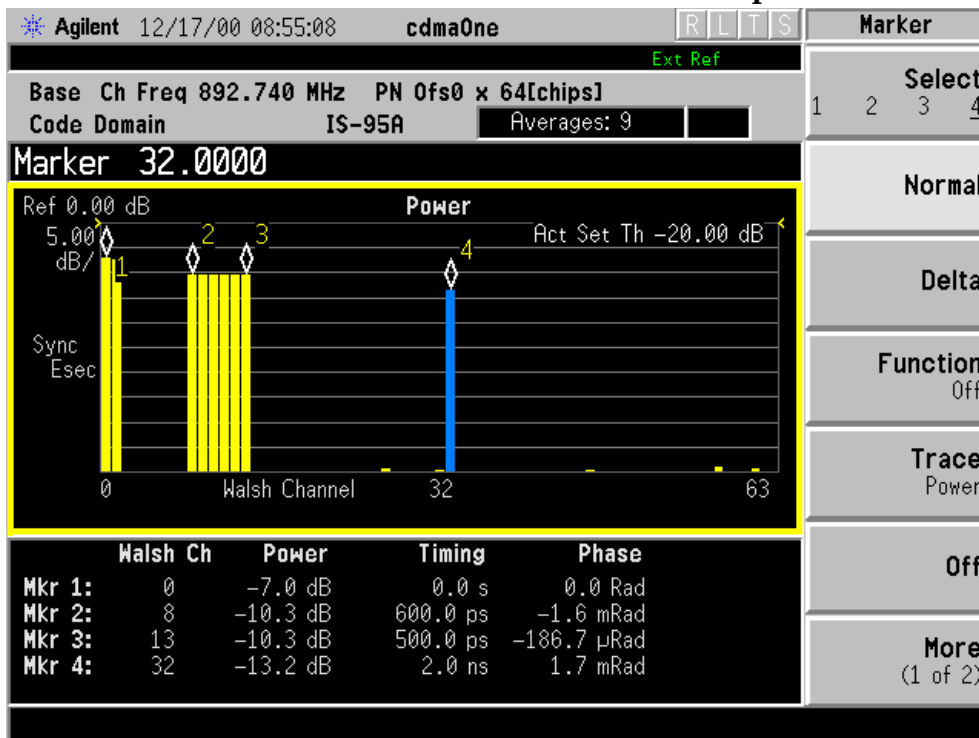 Agilent 12/17/00 08:55:08 cdmaOne R L T S
Ext Ref
Base Ch Freq 892.740 MHz PN Ofs0 x 64[chips]
Code Domain IS-95A Averages: 9
Marker 32.0000
Ref 0.00 dB Power
5.00 dB/
Act Set Th -20.00 dB
1 2 3 4
Sync Esec
0 Walsh Channel 32 63
Walsh Ch Power Timing Phase
Mkr 1: 0 -7.0 dB 0.0 s 0.0 Rad
Mkr 2: 8 -10.3 dB 600.0 ps -1.6 mRad
Mkr 3: 13 -10.3 dB 500.0 ps -186.7 µRad
Mkr 4: 32 -13.2 dB 2.0 ns 1.7 mRad
Marker
Select
1 2 3 4
Normal
Delta
Function
Off
Trace
Power
Off
More
(1 of 2)